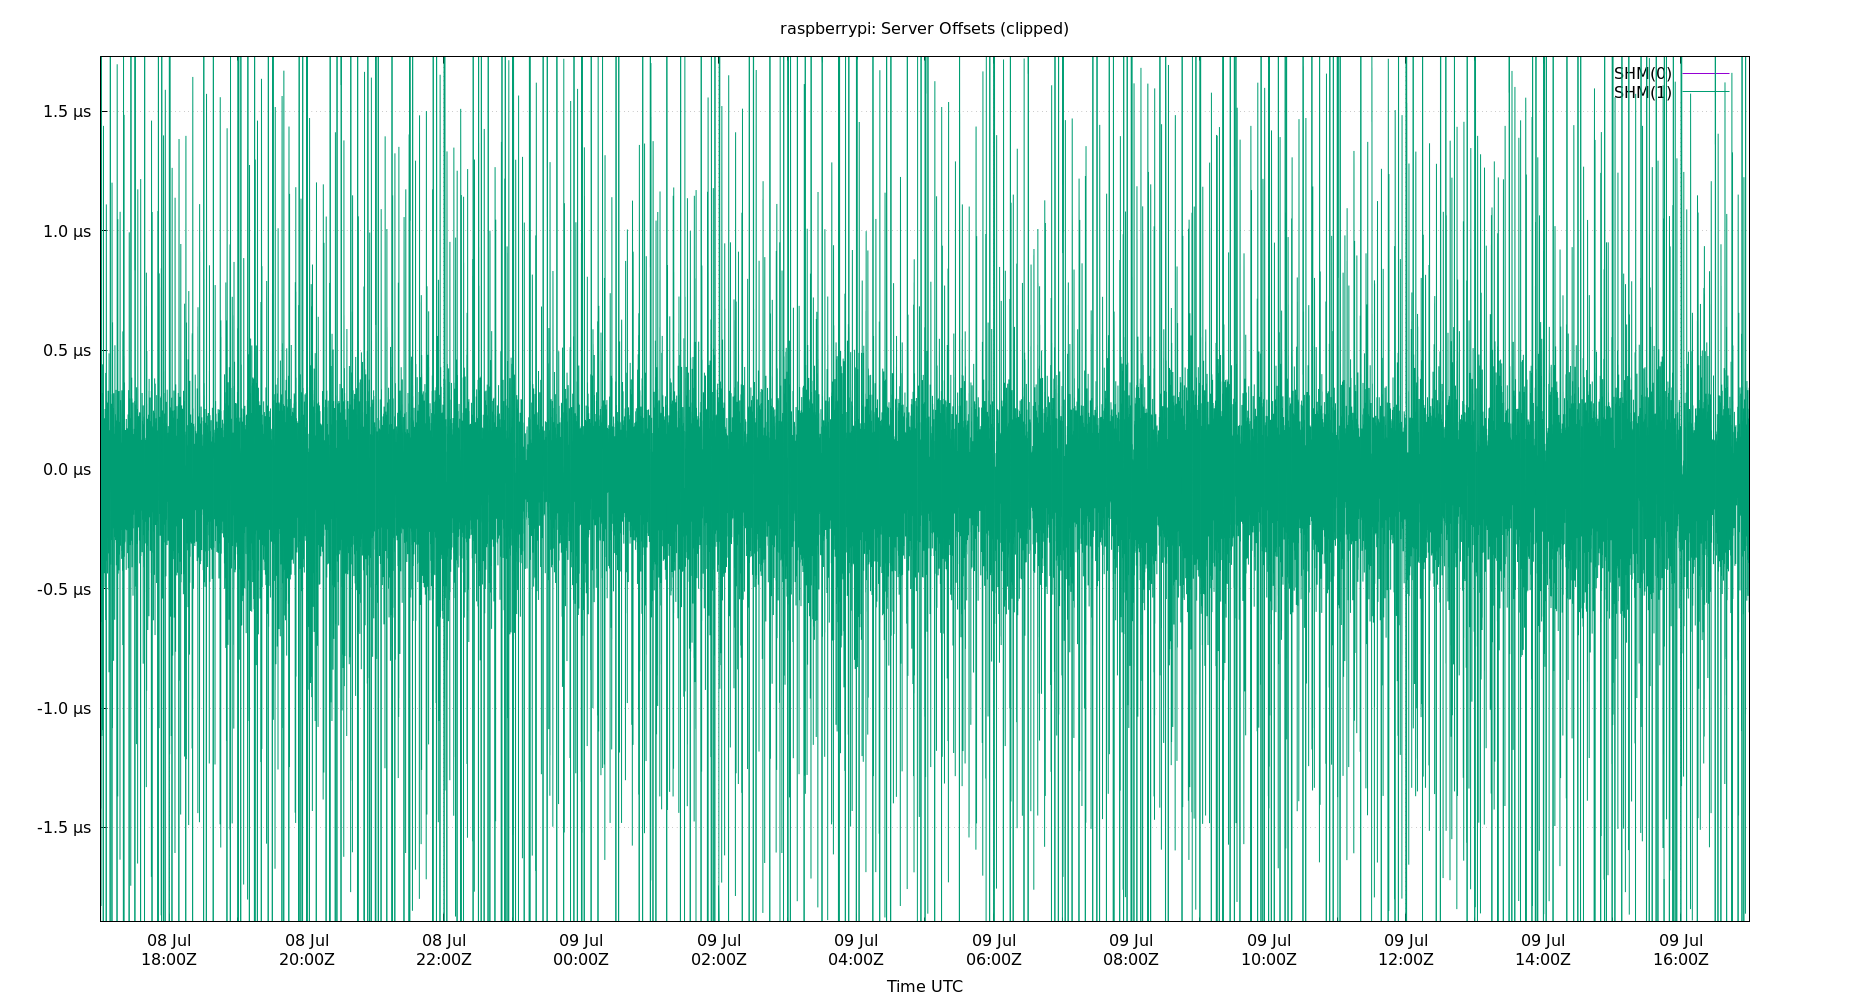 raspberrypi: Server Offsets (clipped)
SHM(0)
SHM(1)
1.5 µs
1.0 µs
0.5 µs
0.0 µs
-0.5 µs
-1.0 µs
-1.5 µs
08 Jul 08 Jul 08 Jul 09 Jul 09 Jul 09 Jul 09 Jul 09 Jul 09 Jul 09 Jul 09 Jul 09 Jul
18:00Z 20:00Z 22:00Z 00:00Z 02:00Z 04:00Z 06:00Z 08:00Z 10:00Z 12:00Z 14:00Z 16:00Z
Time UTC